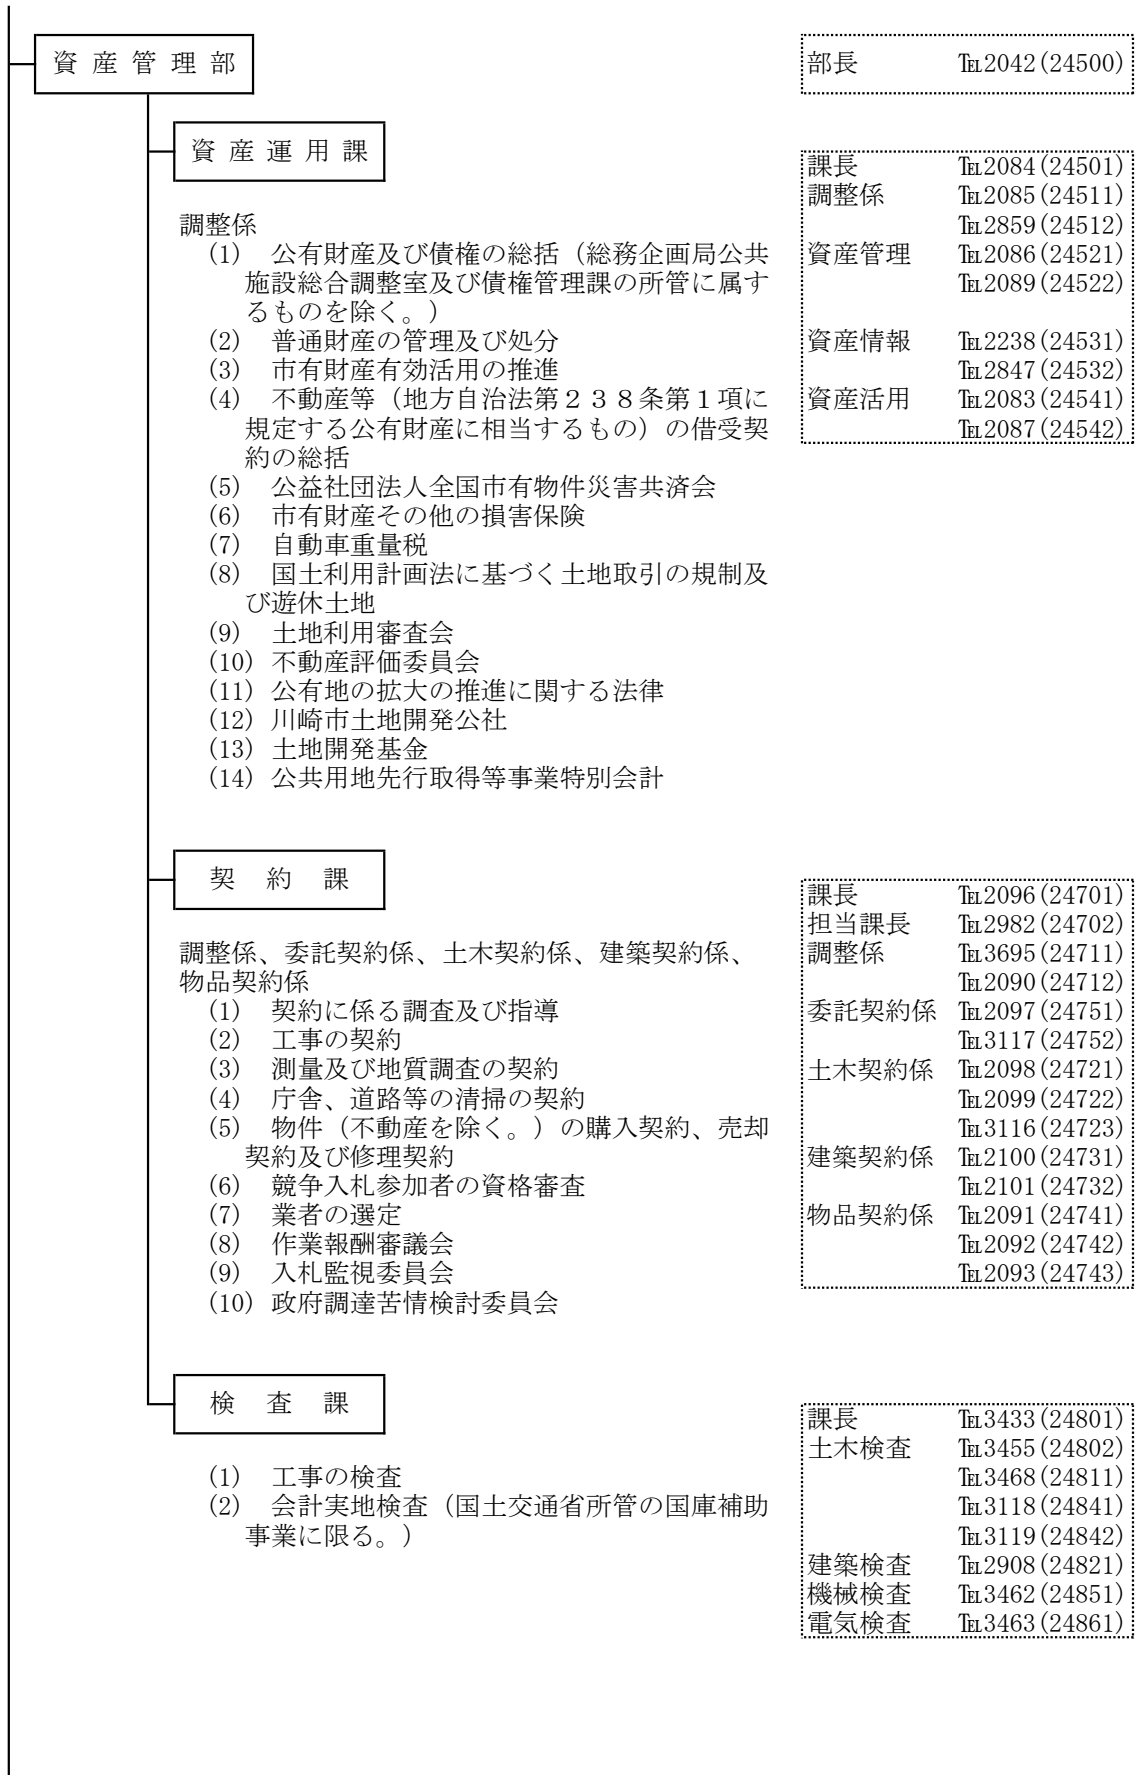 資産管理部
部長 ℡2042(24500)
資産運用課
課長 ℡2084(24501)
調整係 ℡2085(24511)
℡2859(24512)
資産管理 ℡2086(24521)
℡2089(24522)
資産情報 ℡2238(24531)
℡2847(24532)
資産活用 ℡2083(24541)
℡2087(24542)
調整係
(1) 公有財産及び債権の総括（総務企画局公共
施設総合調整室及び債権管理課の所管に属す
るものを除く。）
(2) 普通財産の管理及び処分
(3) 市有財産有効活用の推進
(4) 不動産等（地方自治法第２３８条第１項に
規定する公有財産に相当するもの）の借受契
約の総括
(5) 公益社団法人全国市有物件災害共済会
(6) 市有財産その他の損害保険
(7) 自動車重量税
(8) 国土利用計画法に基づく土地取引の規制及
び遊休土地
(9) 土地利用審査会
(10) 不動産評価委員会
(11) 公有地の拡大の推進に関する法律
(12) 川崎市土地開発公社
(13) 土地開発基金
(14) 公共用地先行取得等事業特別会計
契約課
課長 ℡2096(24701)
担当課長 ℡2982(24702)
調整係 ℡3695(24711)
℡2090(24712)
委託契約係 ℡2097(24751)
℡3117(24752)
土木契約係 ℡2098(24721)
℡2099(24722)
℡3116(24723)
建築契約係 ℡2100(24731)
℡2101(24732)
物品契約係 ℡2091(24741)
℡2092(24742)
℡2093(24743)
調整係、委託契約係、土木契約係、建築契約係、
物品契約係
(1) 契約に係る調査及び指導
(2) 工事の契約
(3) 測量及び地質調査の契約
(4) 庁舎、道路等の清掃の契約
(5) 物件（不動産を除く。）の購入契約、売却
契約及び修理契約
(6) 競争入札参加者の資格審査
(7) 業者の選定
(8) 作業報酬審議会
(9) 入札監視委員会
(10) 政府調達苦情検討委員会
検査課
課長 ℡3433(24801)
土木検査 ℡3455(24802)
℡3468(24811)
℡3118(24841)
℡3119(24842)
建築検査 ℡2908(24821)
機械検査 ℡3462(24851)
電気検査 ℡3463(24861)
(1) 工事の検査
(2) 会計実地検査（国土交通省所管の国庫補助
事業に限る。）